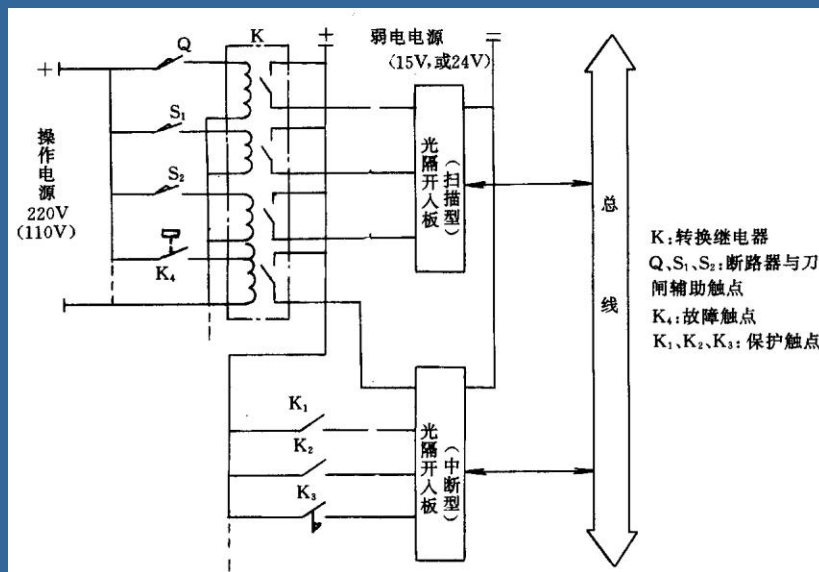 Q
K
+
弱电电源
(15V,或24V)
+
操作电源
220V
(110V)
S₁
S₂
K₄
光隔开入板
(扫描型)
总线
K:转换继电器
Q、S₁、S₂:断路器与刀
闸辅助触点
K₄:故障触点
K₁、K₂、K₃:保护触点
K₁
K₂
K₃
光隔开入板
(中断型)